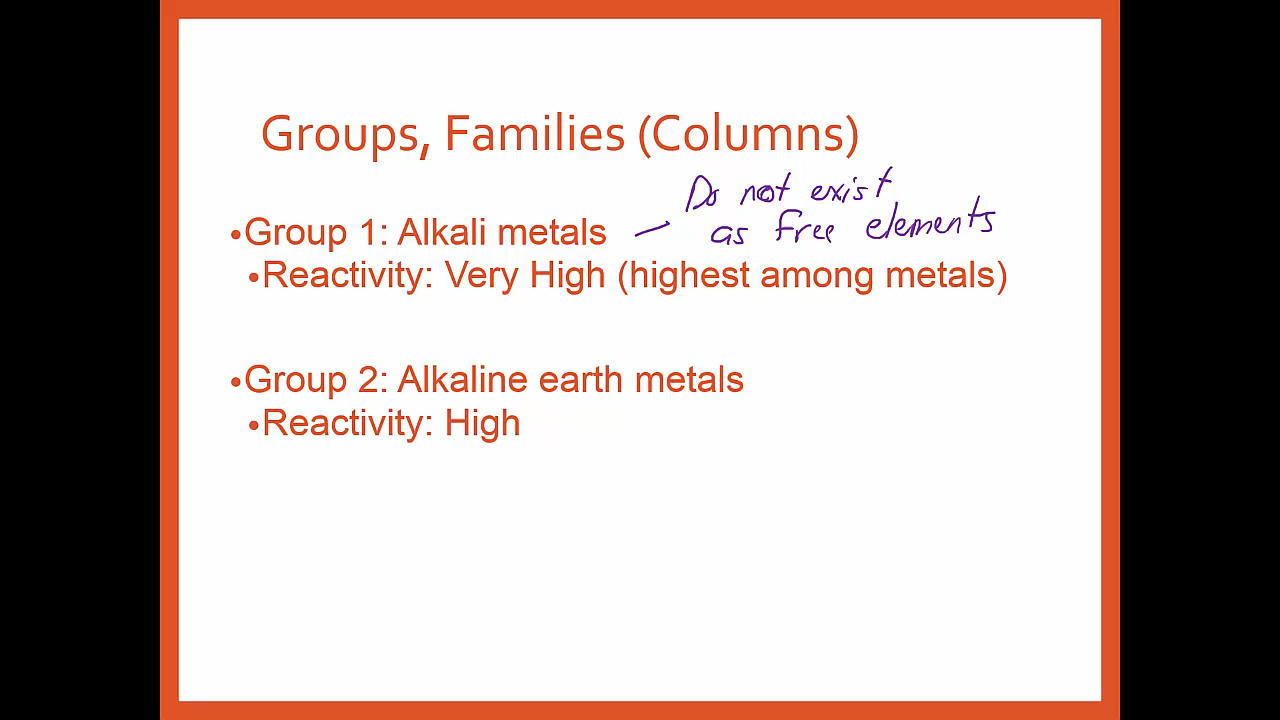 Groups, Families (Columns)
Do not exist
as free elements
•Group 1: Alkali metals —
•Reactivity: Very High (highest among metals)
•Group 2: Alkaline earth metals
•Reactivity: High